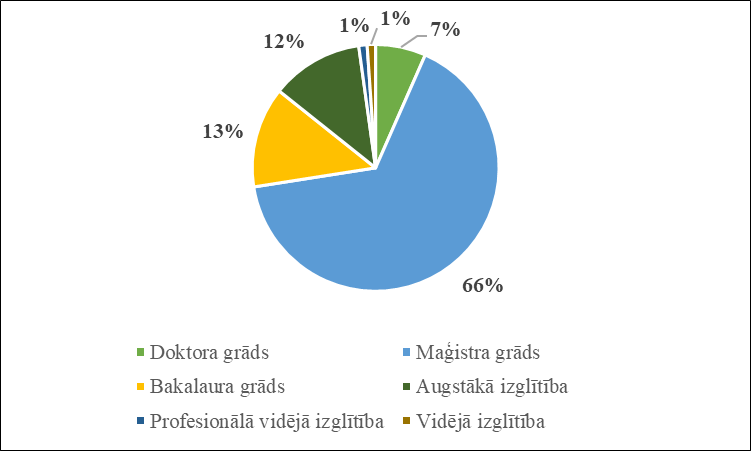 1% 1%
12% 7%
13%
66%
Doktora grāds Maģistra grāds
Bakalaura grāds Augstākā izglītība
Profesionālā vidējā izglītība Vidējā izglītība